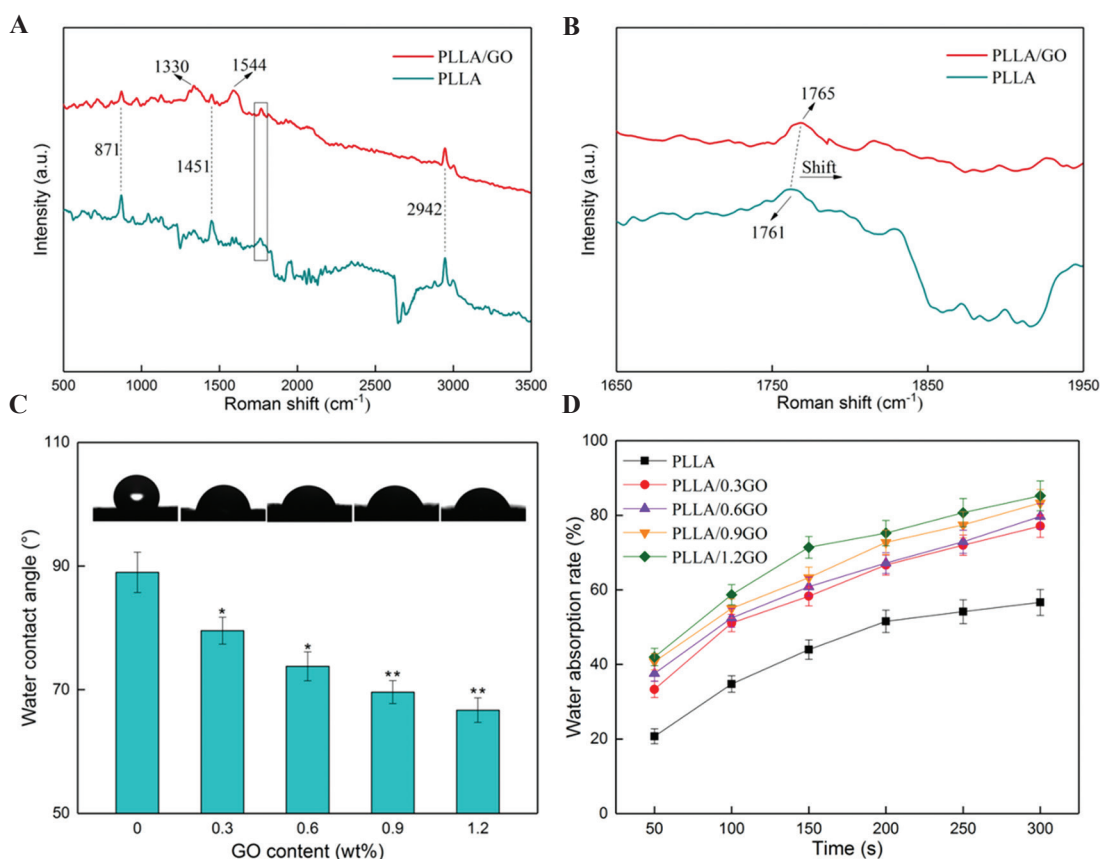 A
PLLA/GO
PLLA
1330
1544
871
1451
2942
Intensity (a.u.)
500 1000 1500 2000 2500 3000 3500
Roman shift (cm⁻¹)
B
PLLA/GO
PLLA
1765
Shift
1761
Intensity (a.u.)
1650 1750 1850 1950
Roman shift (cm⁻¹)
C
110
90
70
50
Water contact angle (°)
*
*
**
**
0 0.3 0.6 0.9 1.2
GO content (wt%)
D
PLLA
PLLA/0.3GO
PLLA/0.6GO
PLLA/0.9GO
PLLA/1.2GO
100
80
60
40
20
0
Water absorption rate (%)
50 100 150 200 250 300
Time (s)